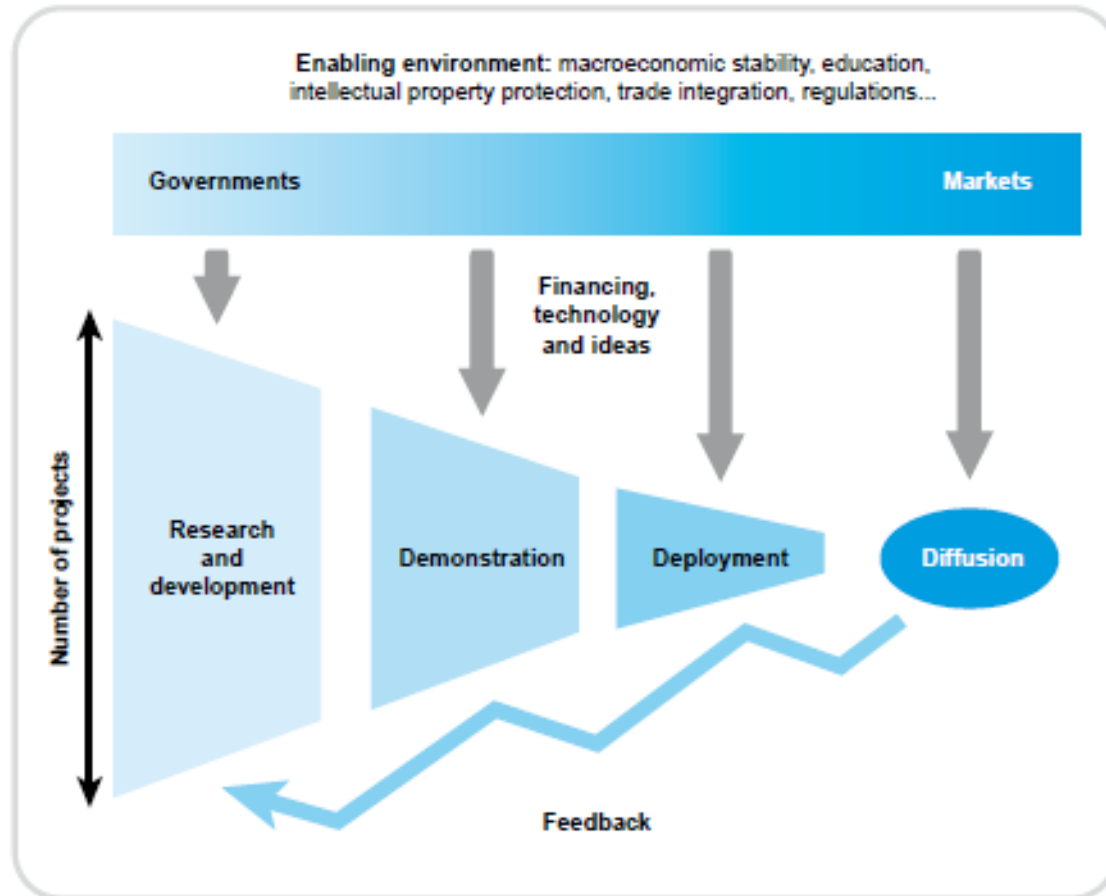 Enabling environment: macroeconomic stability, education,
intellectual property protection, trade integration, regulations...
Governments
Markets
Financing,
technology
and ideas
Number of projects
Research
and
development
Demonstration
Deployment
Diffusion
Feedback